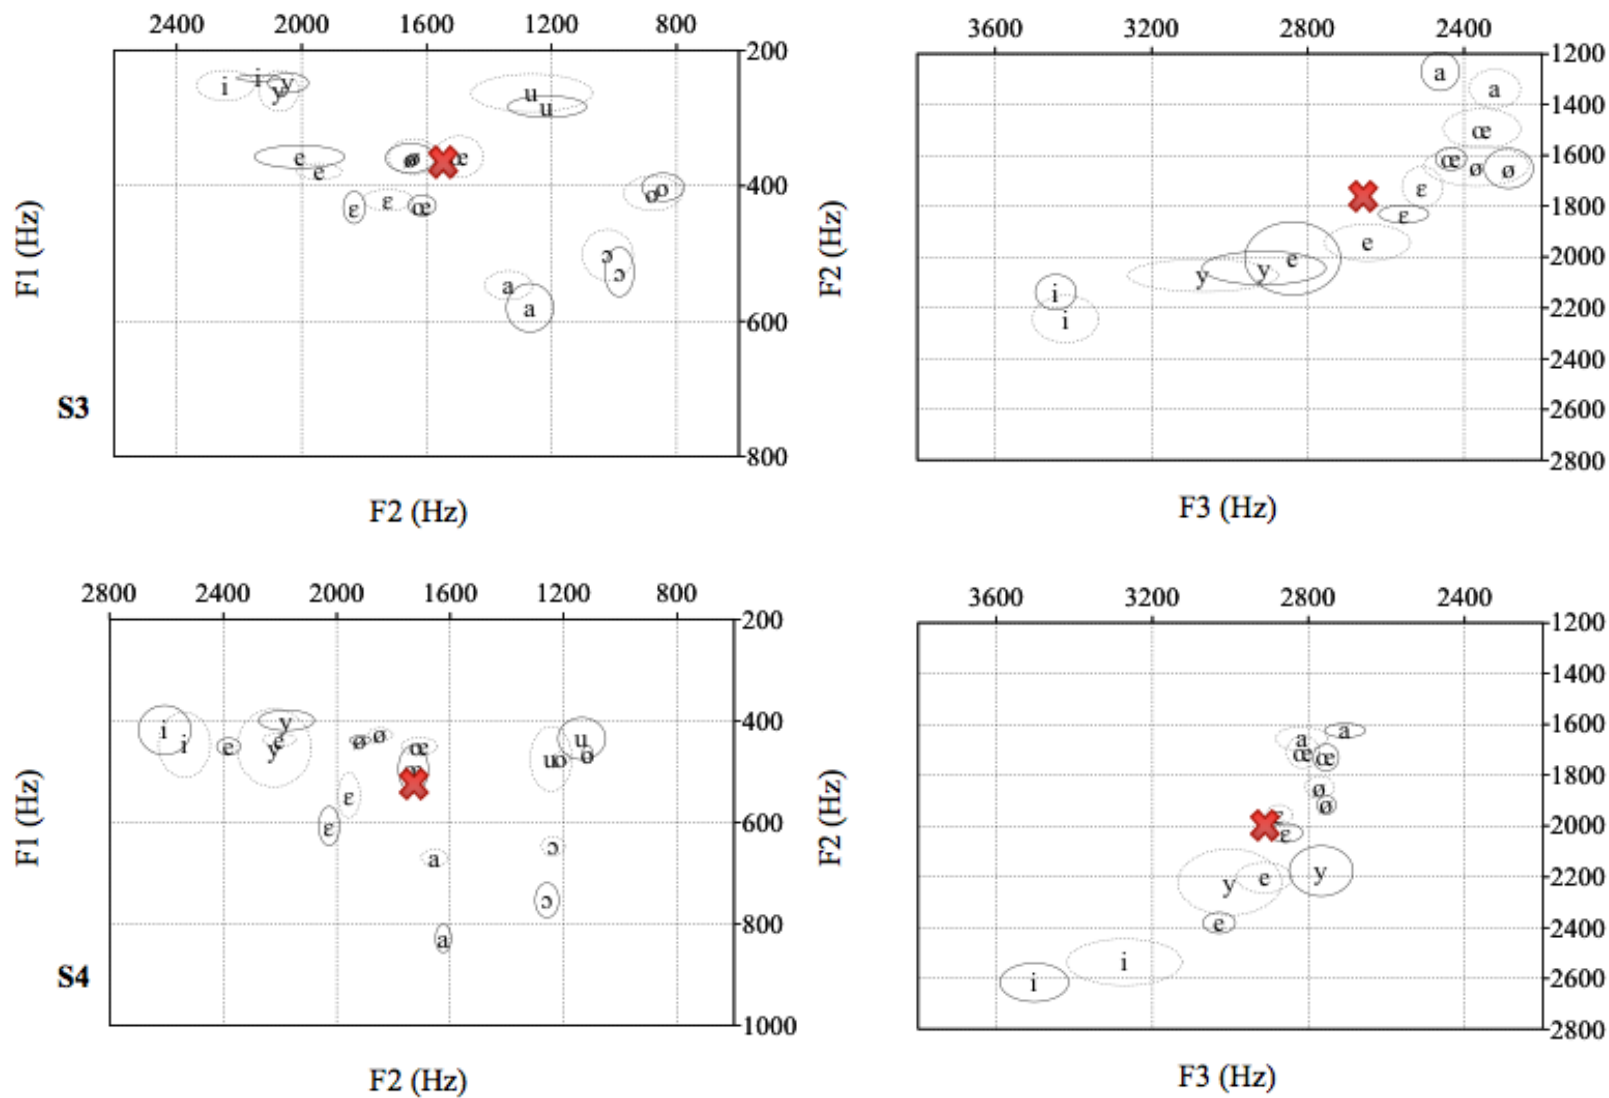 2400 2000 1600 1200 800
200
400
600
800
i i y y u u
e e ø ø œ
ɛ ɛ œ o o
ɔ ɔ
a a
F1 (Hz)
S3
F2 (Hz)
3600 3200 2800 2400
1200
1400
1600
1800
2000
2200
2400
2600
2800
a a
œ œ ø ø
ɛ ɛ
e e y y
i i
F2 (Hz)
F3 (Hz)
2800 2400 2000 1600 1200 800
200
400
600
800
1000
i i e e y y ø ø œ œ u u o o
ɛ ɛ
a ɔ
ɔ
a
F1 (Hz)
S4
F2 (Hz)
3600 3200 2800 2400
1200
1400
1600
1800
2000
2200
2400
2600
2800
a a
œ œ
ø
ø
ɛ ɛ
y e y
e
i i
F2 (Hz)
F3 (Hz)